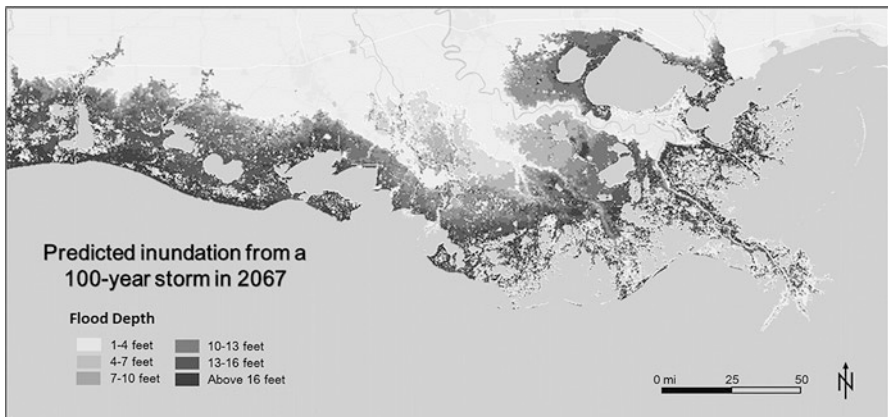 Predicted inundation from a
100-year storm in 2067
Flood Depth
1-4 feet
4-7 feet
7-10 feet
10-13 feet
13-16 feet
Above 16 feet
0 mi 25 50
N